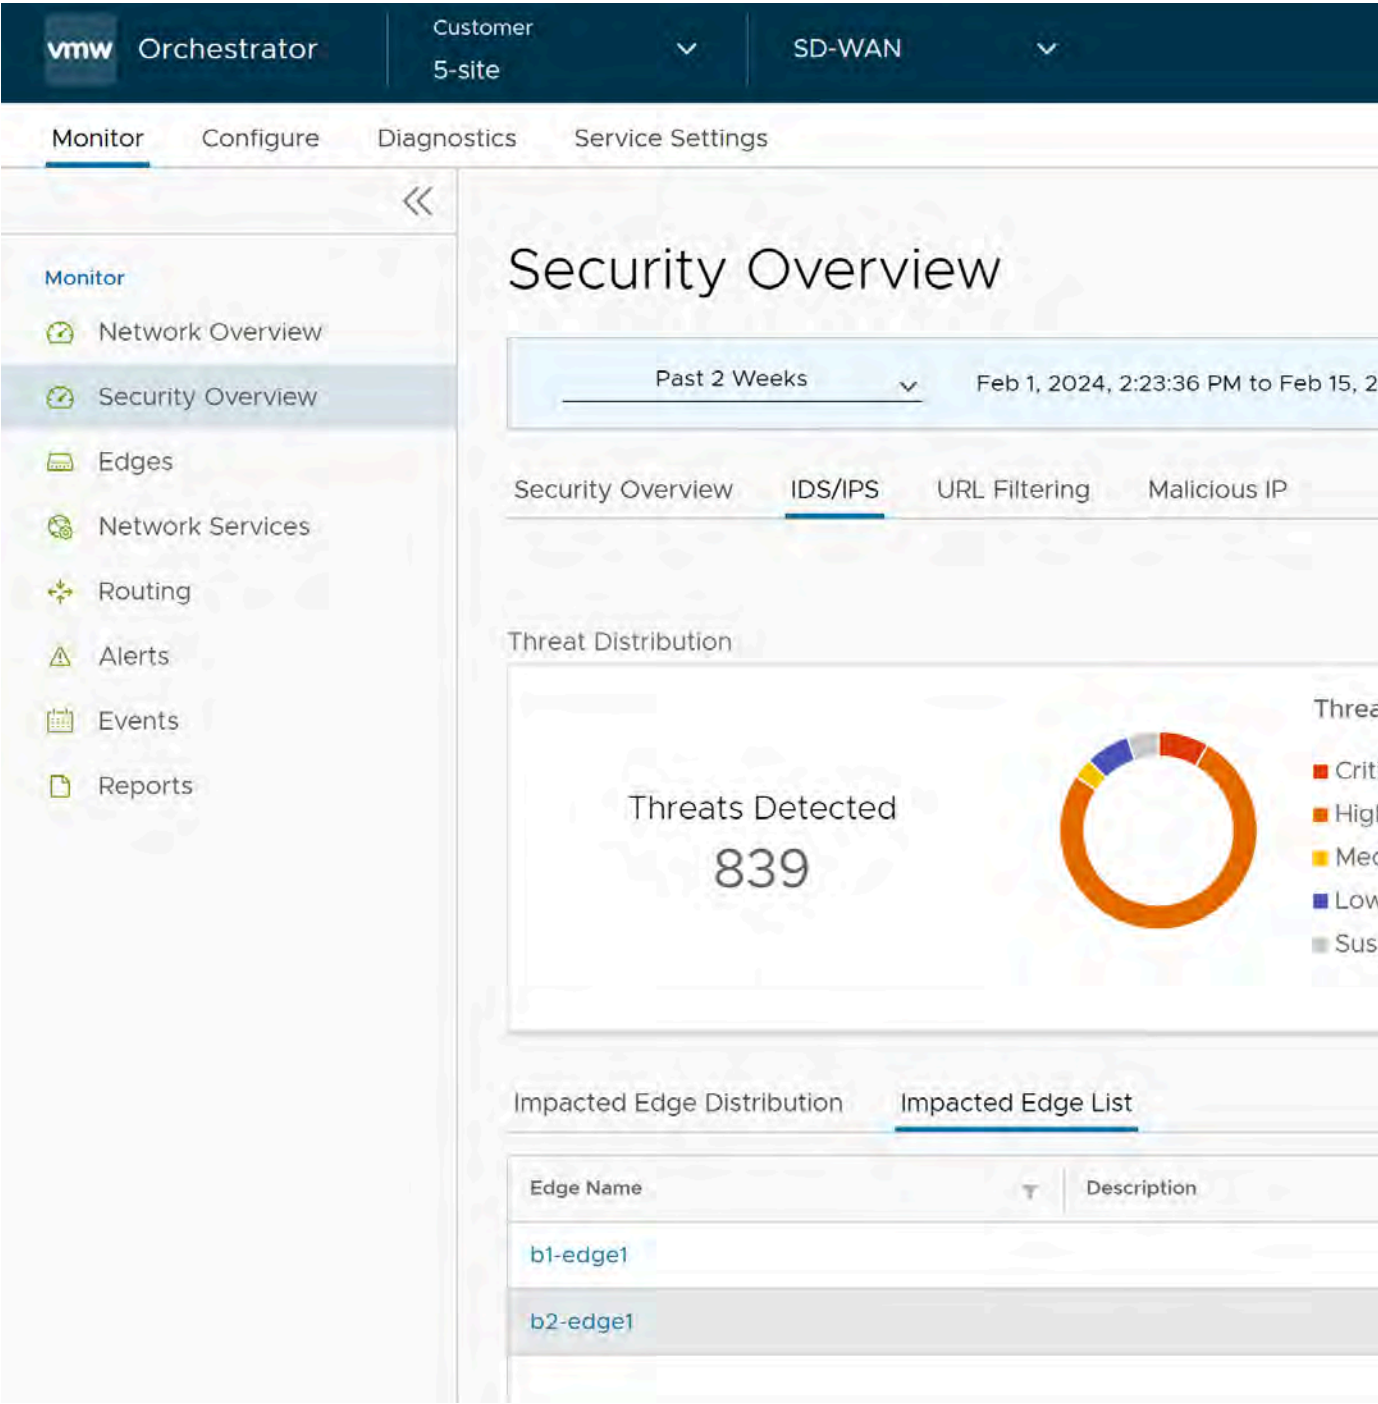 vmw Orchestrator
Customer
5-site
SD-WAN
Monitor Configure Diagnostics Service Settings
Monitor
Network Overview
Security Overview
Edges
Network Services
Routing
Alerts
Events
Reports
Security Overview
Past 2 Weeks Feb 1, 2024, 2:23:36 PM to Feb 15, 2
Security Overview IDS/IPS URL Filtering Malicious IP
Threat Distribution
Threats Detected
839
Threa
Crit
High
Med
Low
Sus
Impacted Edge Distribution Impacted Edge List
Edge Name Description
b1-edge1
b2-edge1